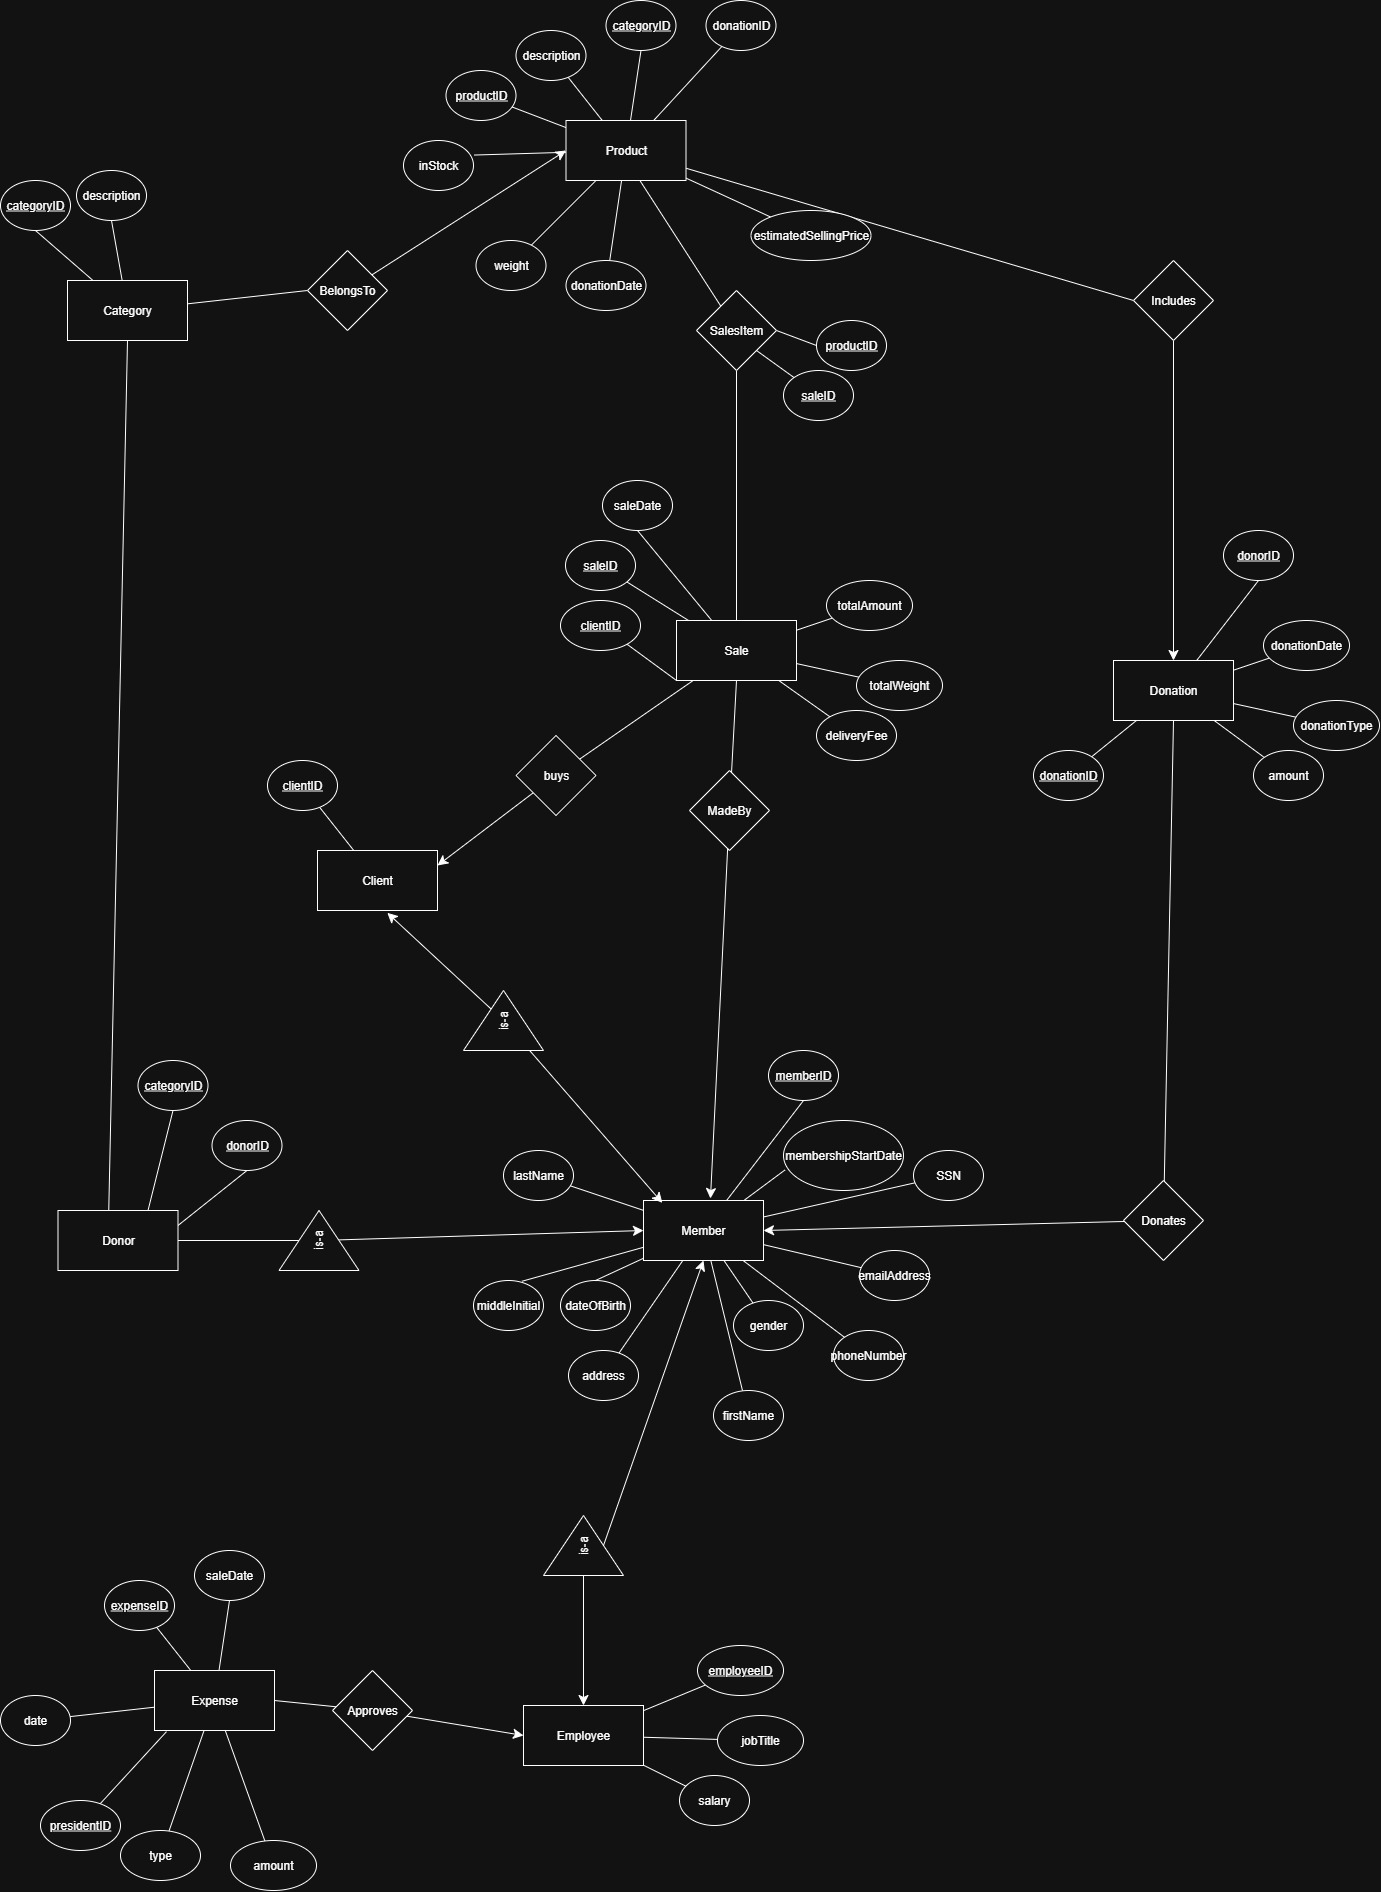 categoryID
donationID
description
productID
Product
inStock
description
categoryID
estimatedSellingPrice
weight
donationDate
BelongsTo
Includes
Category
SalesItem
productID
saleID
saleDate
donorID
saleID
totalAmount
clientID
donationDate
Sale
totalWeight
Donation
donationType
deliveryFee
buys
donationID
amount
clientID
MadeBy
Client
is-a
memberID
categoryID
donorID
membershipStartDate
lastName
SSN
Donates
Member
Donor
is-a
emailAddress
middleInitial
dateOfBirth
gender
phoneNumber
address
firstName
is-a
saleDate
expenseID
employeeID
Expense
Approves
date
Employee
jobTitle
salary
presidentID
type
amount